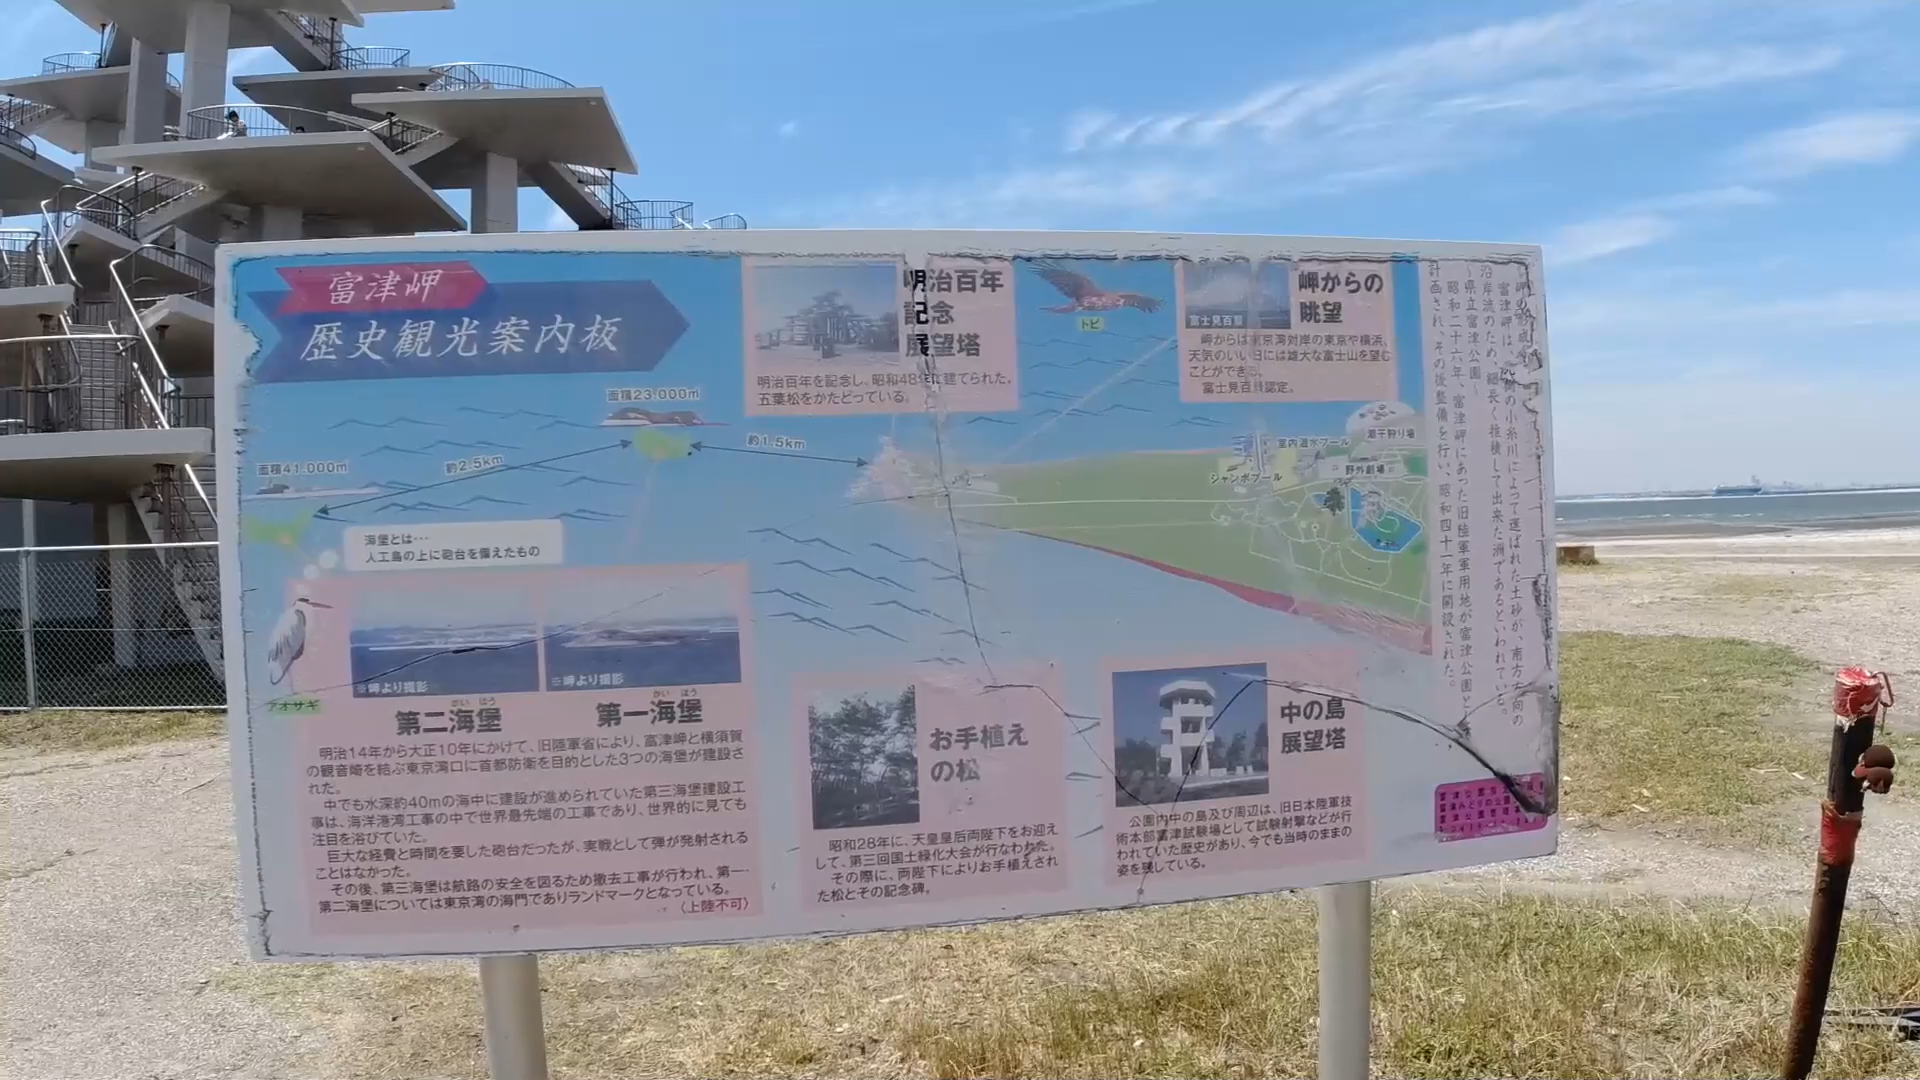 富津岬
歴史観光案内板
明治百年
記念
展望塔
明治百年を記念し、昭和48年に建てられた。
五葉松をかたどっている。
トビ
富士見百景
岬からの
眺望
岬からは東京湾対岸の東京や横浜、
天気のいい日には雄大な富士山を望む
ことができる。
富士見百景認定。
富津岬は、
の小糸川によって運ばれた土砂が、南方方向の
沿岸流のため、細長く堆積して出来た洲であるといわれている。
~県立富津公園~
昭和二十六年、富津岬にあった旧陸軍軍用地が富津公園と
計画され、その後整備を行い、昭和四十一年に開設された。
面積23,000㎡
約1.5km
約2.5km
面積41,000㎡
潮干狩り場
室内温水プール
野外劇場
ジャンボプール
海堡とは…
人工島の上に砲台を備えたもの
アオサギ
※岬より撮影
※岬より撮影
かい ほう
第二海堡
かい ほう
第一海堡
明治14年から大正10年にかけて、旧陸軍省により、富津岬と横須賀
の観音崎を結ぶ東京湾口に首都防衛を目的とした3つの海堡が建設さ
れた。
中でも水深約40mの海中に建設が進められていた第三海堡建設工
事は、海洋港湾工事の中で世界最先端の工事であり、世界的に見ても
注目を浴びていた。
巨大な経費と時間を要した砲台だったが、実戦として弾が発射される
ことはなかった。
その後、第三海堡は航路の安全を図るため撤去工事が行われ、第一・
第二海堡については東京湾の海門でありランドマークとなっている。
〈上陸不可〉
お手植え
の松
昭和28年に、天皇皇后両陛下をお迎え
して、第三回国土緑化大会が行なわれた。
その際に、両陛下によりお手植えされ
た松とその記念碑。
中の島
展望塔
公園内中の島及び周辺は、旧日本陸軍技
術本部富津試験場として試験射撃などが行
われていた歴史があり、今でも当時のままの
姿を残している。